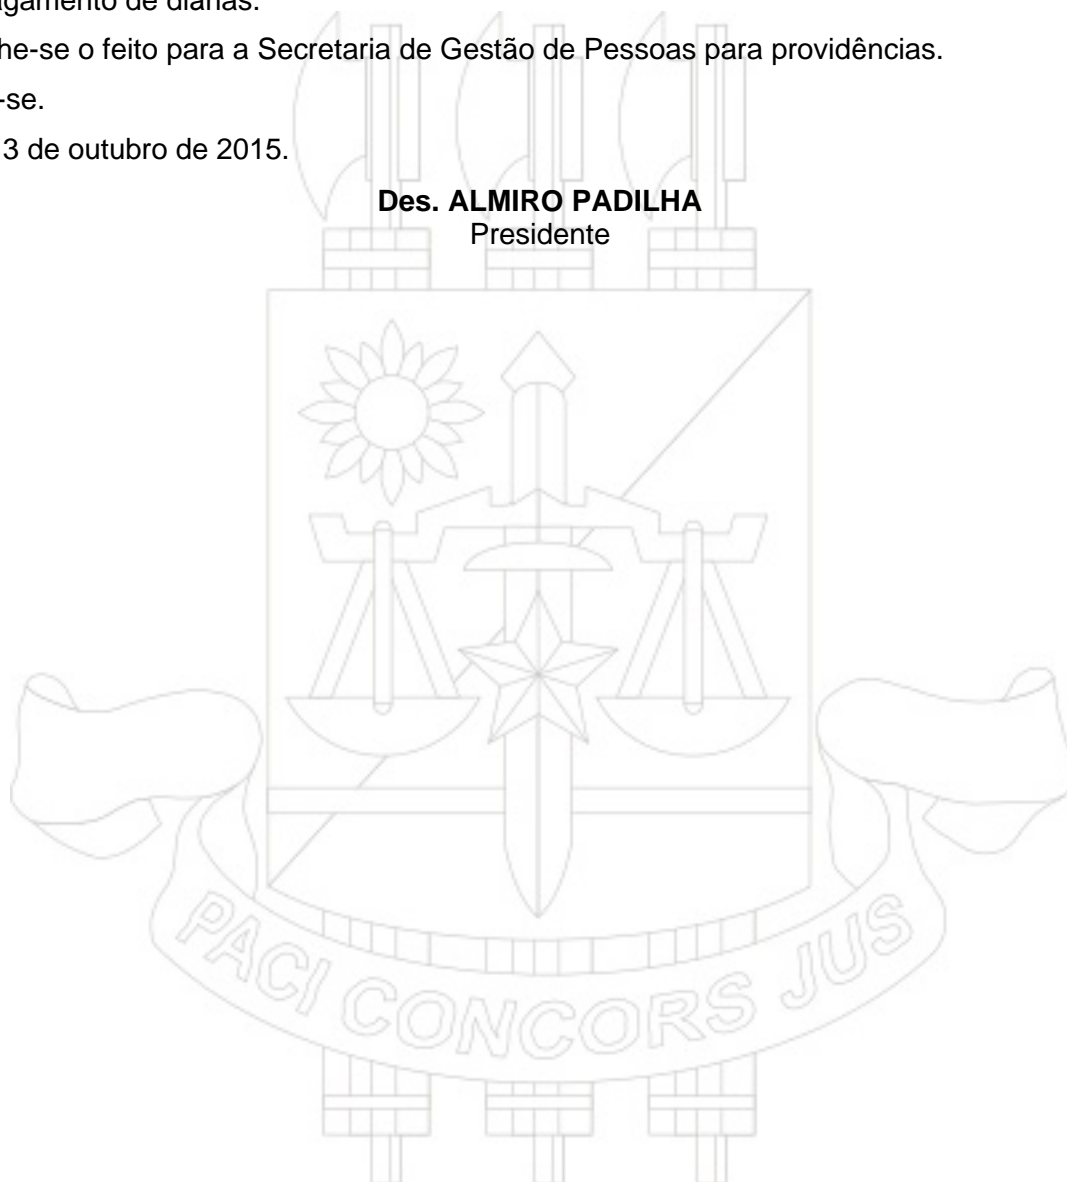 agamento de diárias.
he-se o feito para a Secretaria de Gestão de Pessoas para providências.
-se.
3 de outubro de 2015.
Des. ALMIRO PADILHA
Presidente
PACI CONCORS JUS